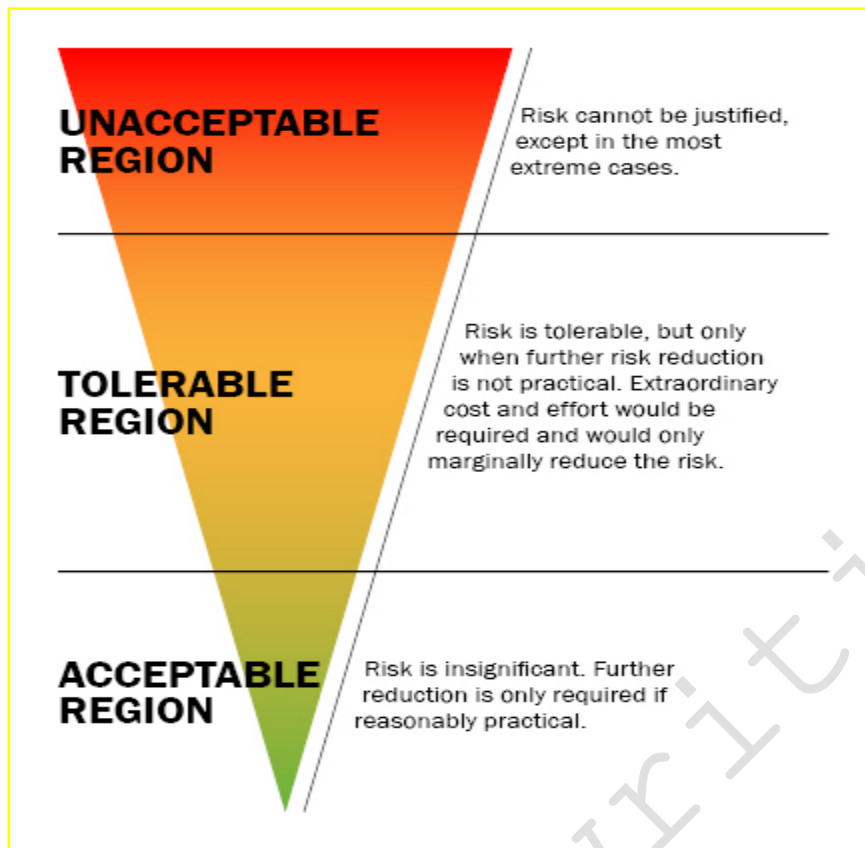 UNACCEPTABLE
REGION
Risk cannot be justified,
except in the most
extreme cases.
TOLERABLE
REGION
Risk is tolerable, but only
when further risk reduction
is not practical. Extraordinary
cost and effort would be
required and would only
marginally reduce the risk.
ACCEPTABLE
REGION
Risk is insignificant. Further
reduction is only required if
reasonably practical.